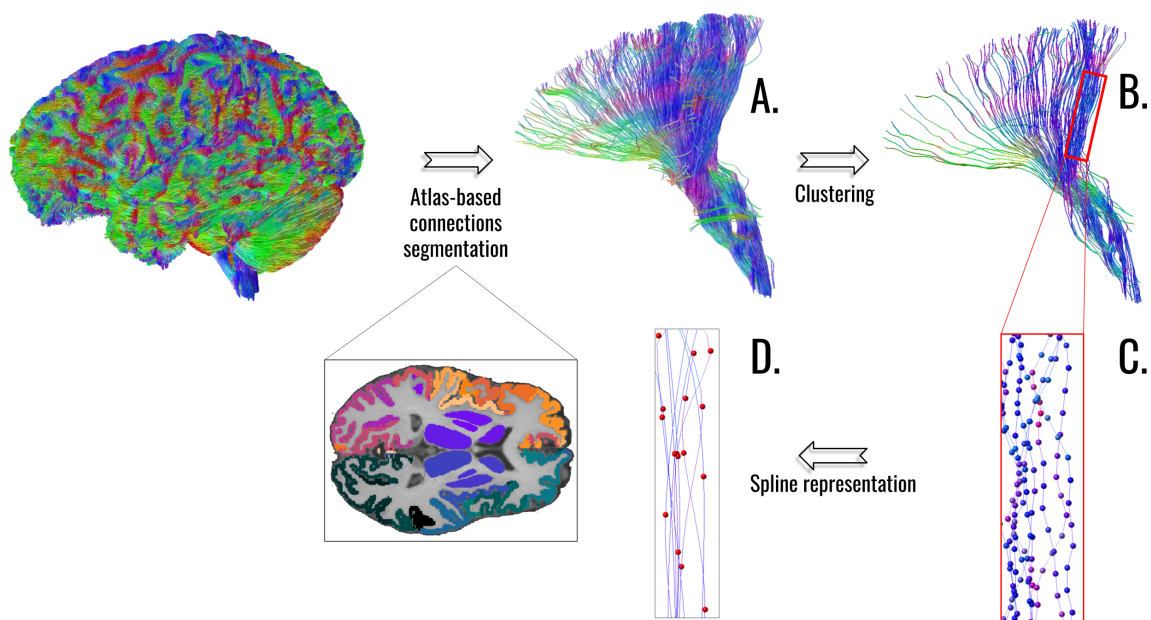 A.
B.
Atlas-based
connections
segmentation
Clustering
D.
C.
Spline representation